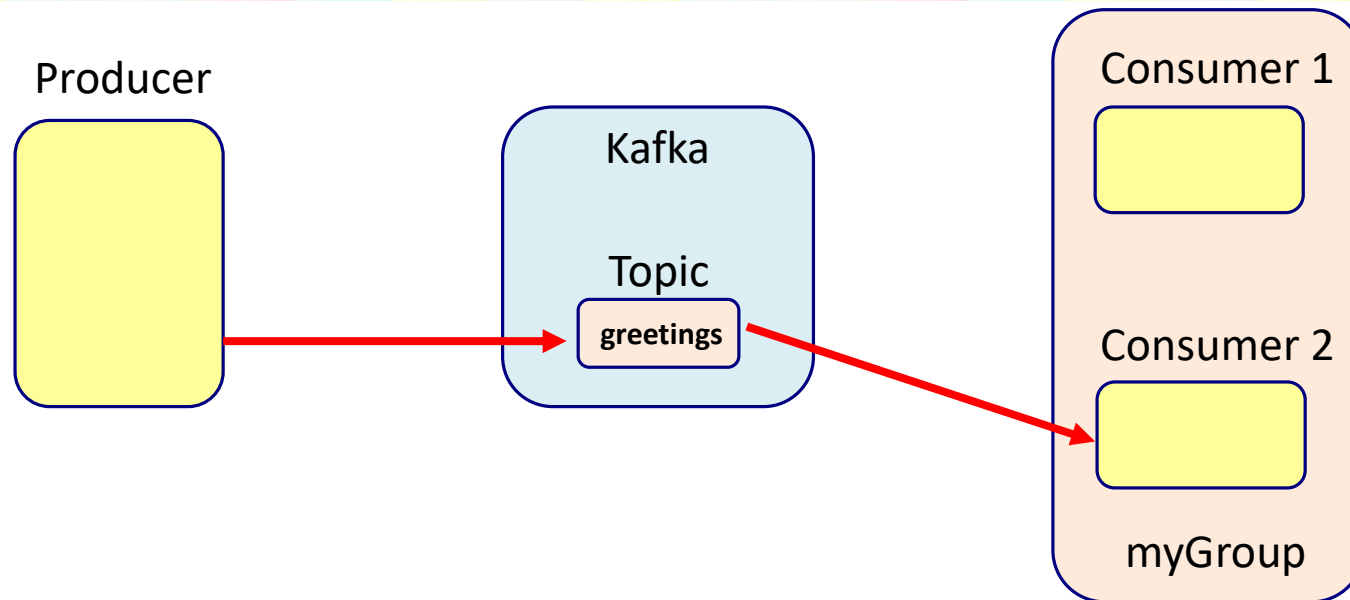 Producer
Kafka
Topic
greetings
Consumer 1
Consumer 2
myGroup